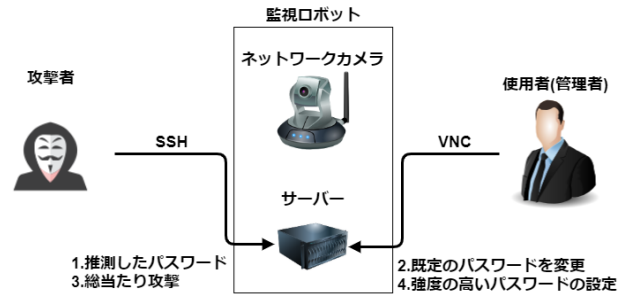 監視ロボット
ネットワークカメラ
攻撃者
使用者(管理者)
SSH
VNC
サーバー
1.推測したパスワード
3.総当たり攻撃
2.既定のパスワードを変更
4.強度の高いパスワードの設定